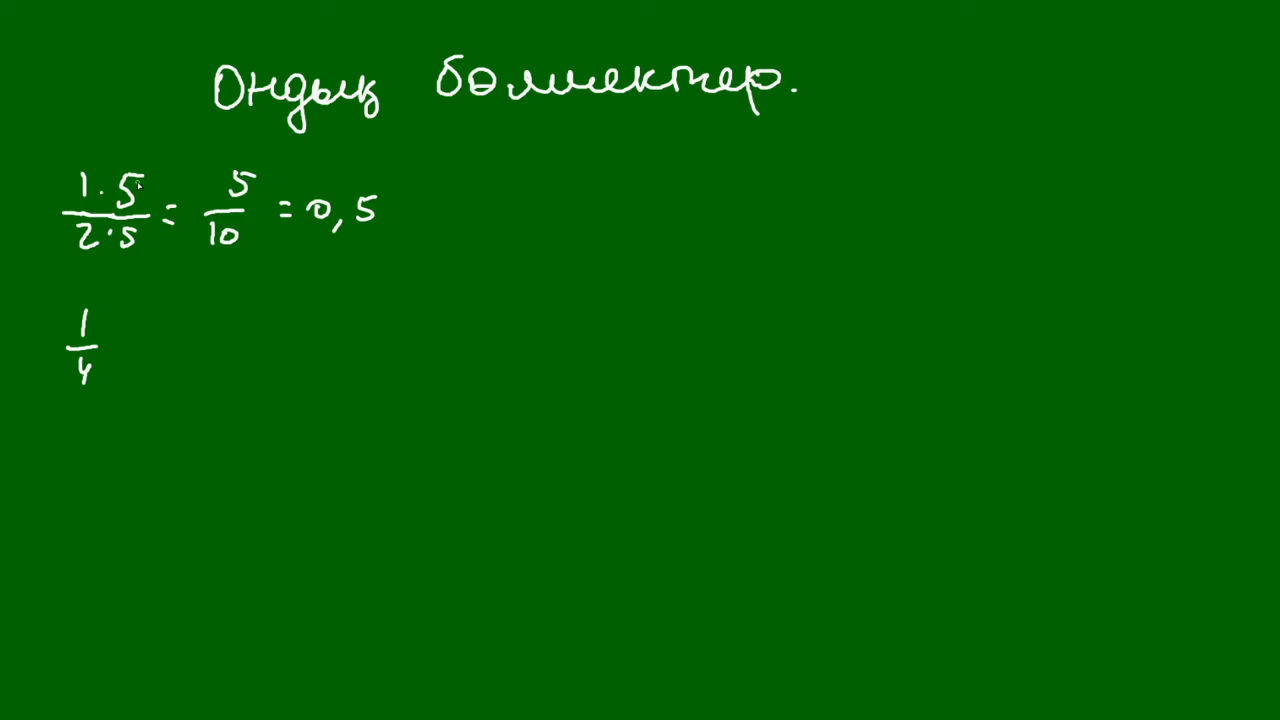 Ондық бөлшектер.
1·5/2·5 = 5/10 = 0,5
1/4